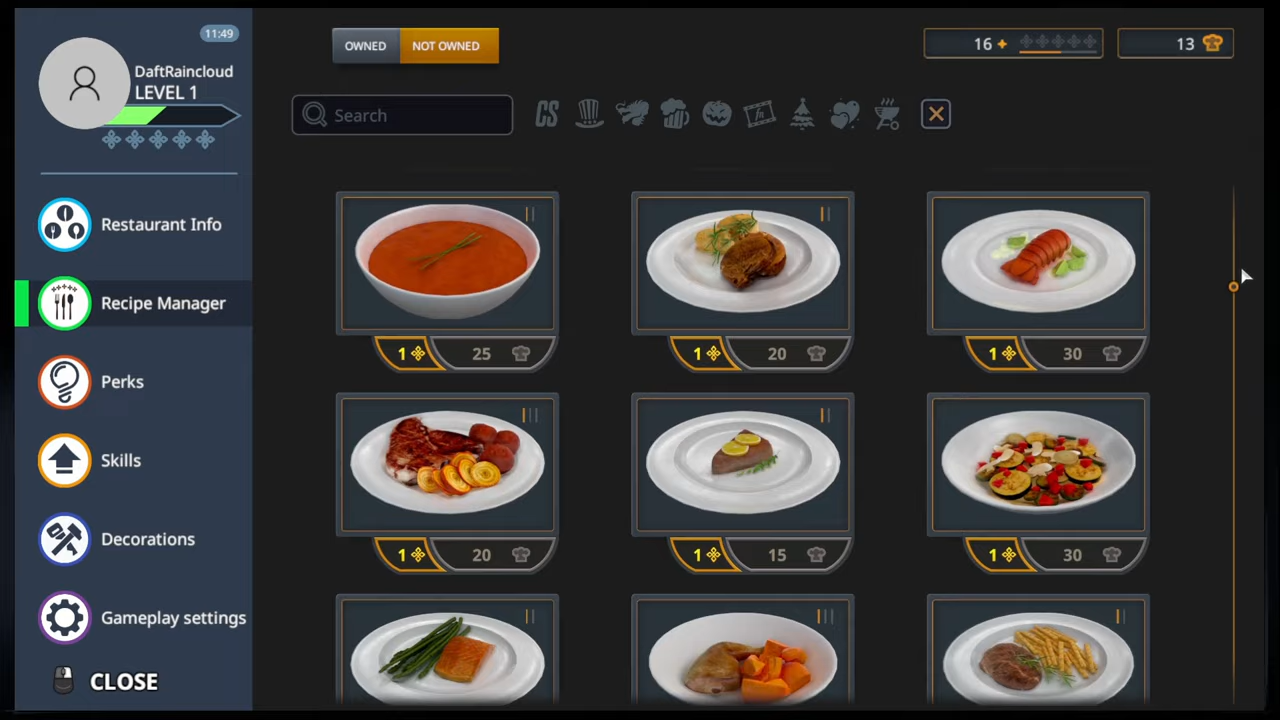 11:49
DaftRaincloud
LEVEL 1
Restaurant Info
Recipe Manager
Perks
Skills
Decorations
Gameplay settings
CLOSE
OWNED NOT OWNED
16 13
Search CS
1 25 1 20 1 30
1 20 1 15 1 30